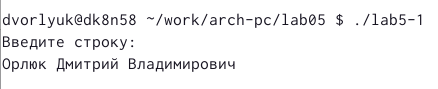 dvorlyuk@dk8n58 ~/work/arch-pc/lab05 $ ./lab5-1
Введите строку:
Орлюк Дмитрий Владимирович